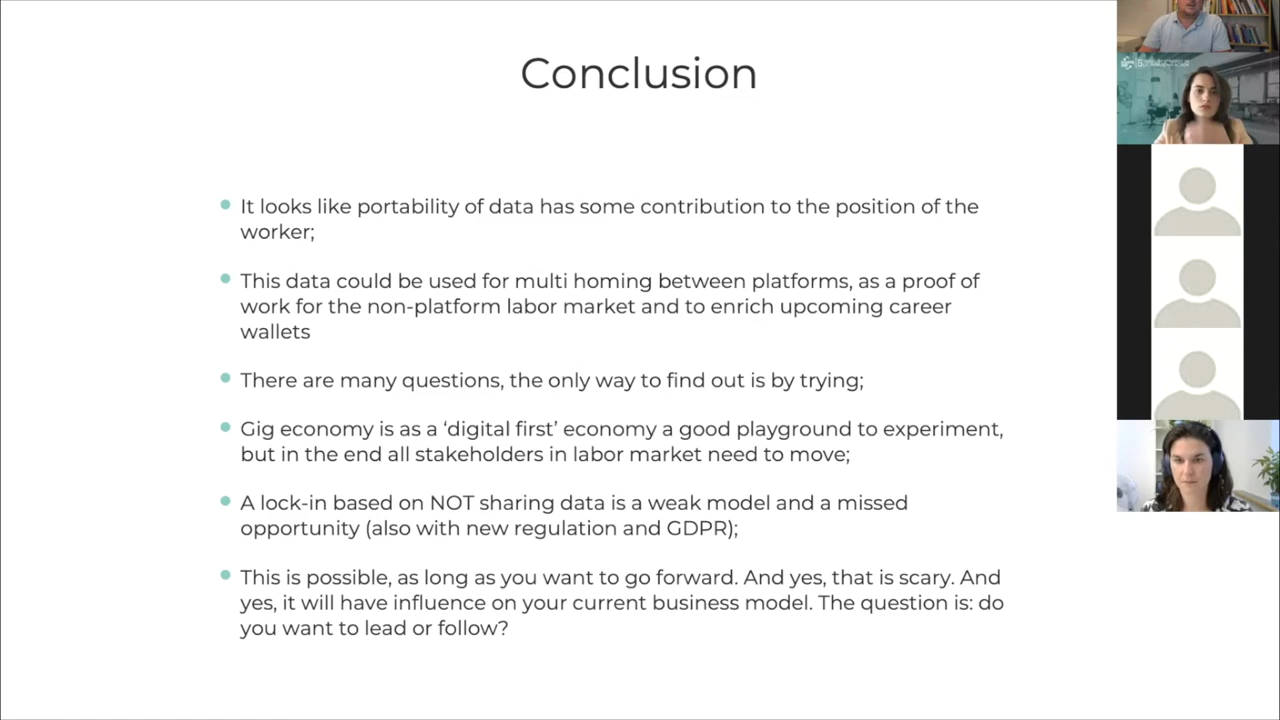 Conclusion
It looks like portability of data has some contribution to the position of the
worker;
This data could be used for multi homing between platforms, as a proof of
work for the non-platform labor market and to enrich upcoming career
wallets
There are many questions, the only way to find out is by trying;
Gig economy is as a ‘digital first’ economy a good playground to experiment,
but in the end all stakeholders in labor market need to move;
A lock-in based on NOT sharing data is a weak model and a missed
opportunity (also with new regulation and GDPR);
This is possible, as long as you want to go forward. And yes, that is scary. And
yes, it will have influence on your current business model. The question is: do
you want to lead or follow?